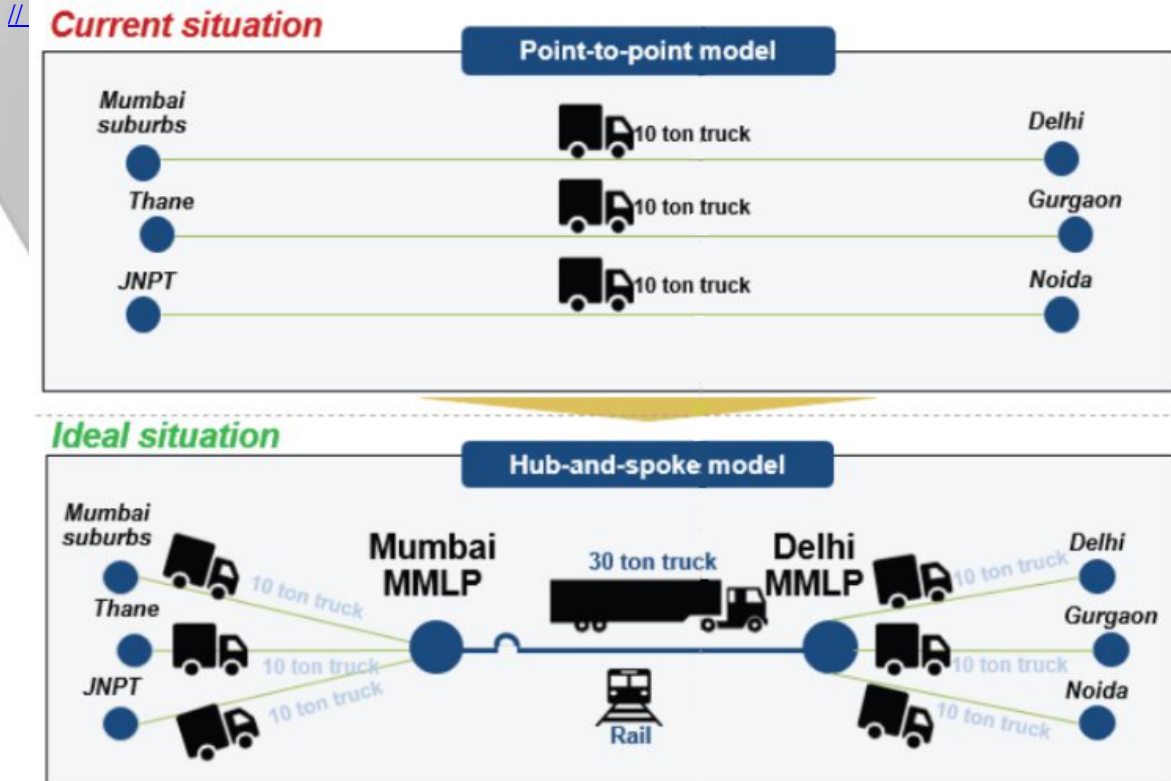 //
Current situation
Point-to-point model
Mumbai
suburbs
10 ton truck
Delhi
Thane
10 ton truck
Gurgaon
JNPT
10 ton truck
Noida
Ideal situation
Hub-and-spoke model
Mumbai
suburbs
10 ton truck
Thane
10 ton truck
JNPT
10 ton truck
Mumbai
MMLP
30 ton truck
Rail
Delhi
MMLP
10 ton truck
Delhi
10 ton truck
Gurgaon
10 ton truck
Noida